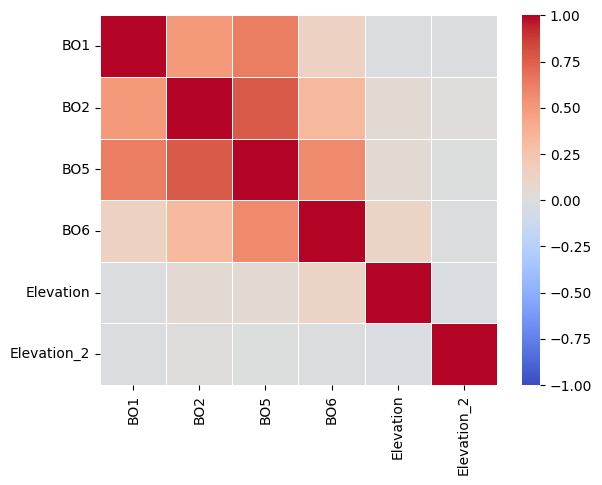 BO1
BO2
BO5
BO6
Elevation
Elevation_2
BO1
BO2
BO5
BO6
Elevation
Elevation_2
1.00
0.75
0.50
0.25
0.00
−0.25
−0.50
−0.75
−1.00